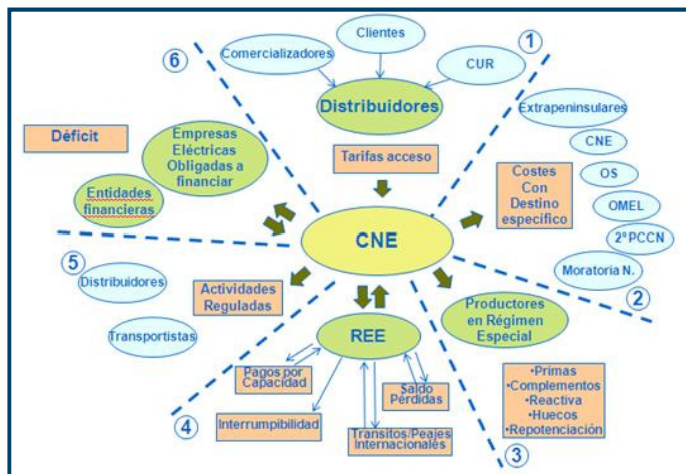 6
Clientes
Comercializadores
CUR
1
Distribuidores
Tarifas acceso
Déficit
Empresas
Eléctricas
Obligadas a
financiar
Entidades
financieras
Extrapeninsulares
CNE
OS
OMEL
2ºPCCN
Moratoria N.
Costes
Con
Destino
específico
2
CNE
5
Distribuidores
Transportistas
Actividades
Reguladas
REE
Productores
en Régimen
Especial
Pagos por
Capacidad
Interrumpibilidad
Saldo
Pérdidas
Transitos/Peajes
Internacionales
4
•Primas
•Complementos
•Reactiva
•Huecos
•Repotenciación
3